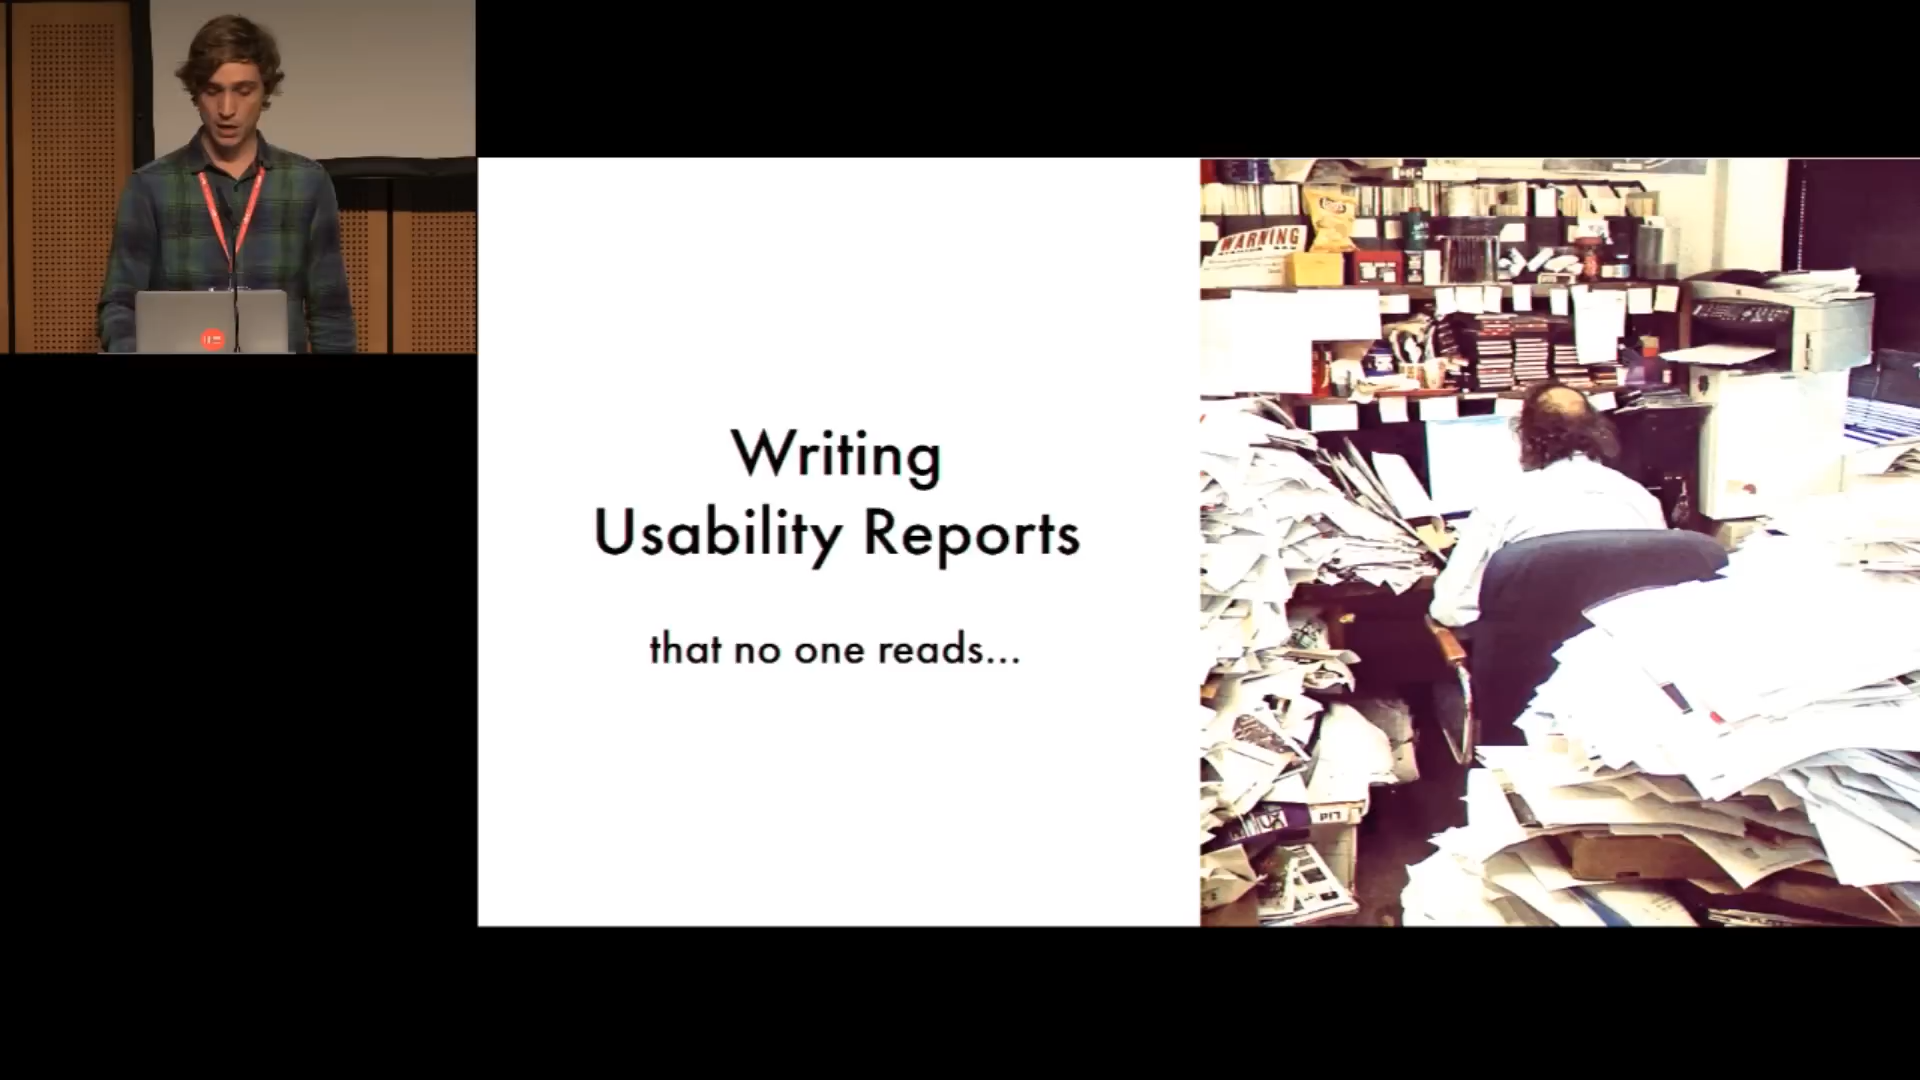 Writing
Usability Reports
that no one reads...
WARNING